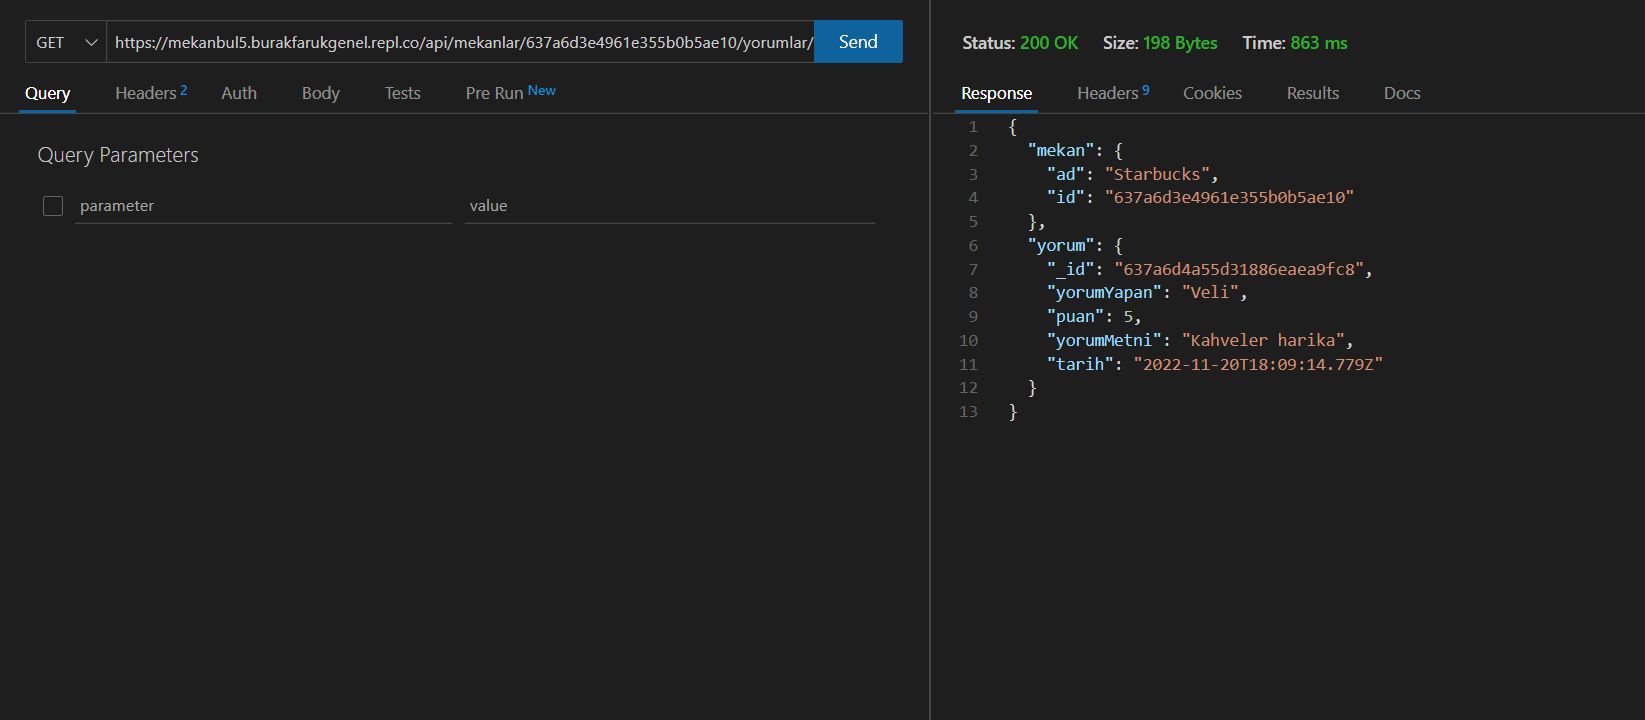 GET https://mekanbul5.burakfarukgenel.repl.co/api/mekanlar/637a6d3e4961e355b0b5ae10/yorumlar/ Send
Query Headers 2 Auth Body Tests Pre Run New
Query Parameters
parameter value
Status: 200 OK Size: 198 Bytes Time: 863 ms
Response Headers 9 Cookies Results Docs
1 {
2 "mekan": {
3 "ad": "Starbucks",
4 "id": "637a6d3e4961e355b0b5ae10"
5 },
6 "yorum": {
7 "_id": "637a6d4a55d31886eaea9fc8",
8 "yorumYapan": "Veli",
9 "puan": 5,
10 "yorumMetni": "Kahveler harika",
11 "tarih": "2022-11-20T18:09:14.779Z"
12 }
13 }